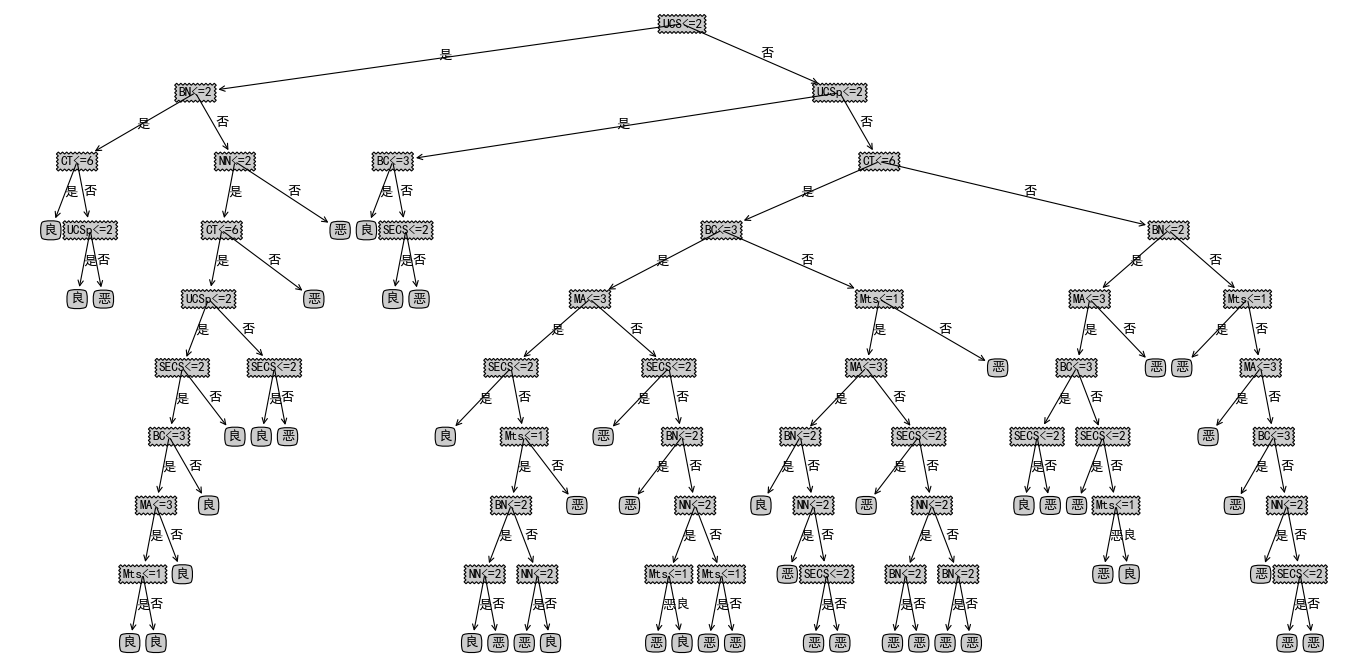 UCS<=2
是 否
BN<=2 UCSp<=2
是 否 是 否
CT<=6 NN<=2 BC<=3 CT<=6
是 否 是 否 是 否 是 否
良 UCSp<=2 CT<=6 恶 良 SECS<=2 BC<=3 BN<=2
是 否 是 否 是 否 是 否 是 否
良 恶 UCSp<=2 恶 良 恶 MA<=3 Mts<=1 MA<=3 Mts<=1
是 否 是 否 是 否 是 否 是 否
SECS<=2 SECS<=2 SECS<=2 SECS<=2 MA<=3 恶 BC<=3 恶 恶 MA<=3
是 否 是 否 是 否 是 否 是 否 是 否 是 否
BC<=3 良 良 恶 良 Mts<=1 恶 BN<=2 BN<=2 SECS<=2 SECS<=2 SECS<=2 恶 BC<=3
是 否 是 否 是 否 是 否 是 否 是 否 是 否 是 否
MA<=3 良 BN<=2 恶 恶 NN<=2 良 NN<=2 恶 NN<=2 良 恶 恶 Mts<=1 恶 NN<=2
是 否 是 否 是 否 是 否 是 否 恶 良 是 否
Mts<=1 良 NN<=2 NN<=2 Mts<=1 Mts<=1 恶 SECS<=2 BN<=2 BN<=2 恶 良 恶 SECS<=2
是 否 是 否 是 否 恶 良 是 否 是 否 是 否 是 否 是 否
良 良 良 恶 恶 良 恶 良 恶 恶 恶 恶 恶 恶 恶 恶 恶 恶